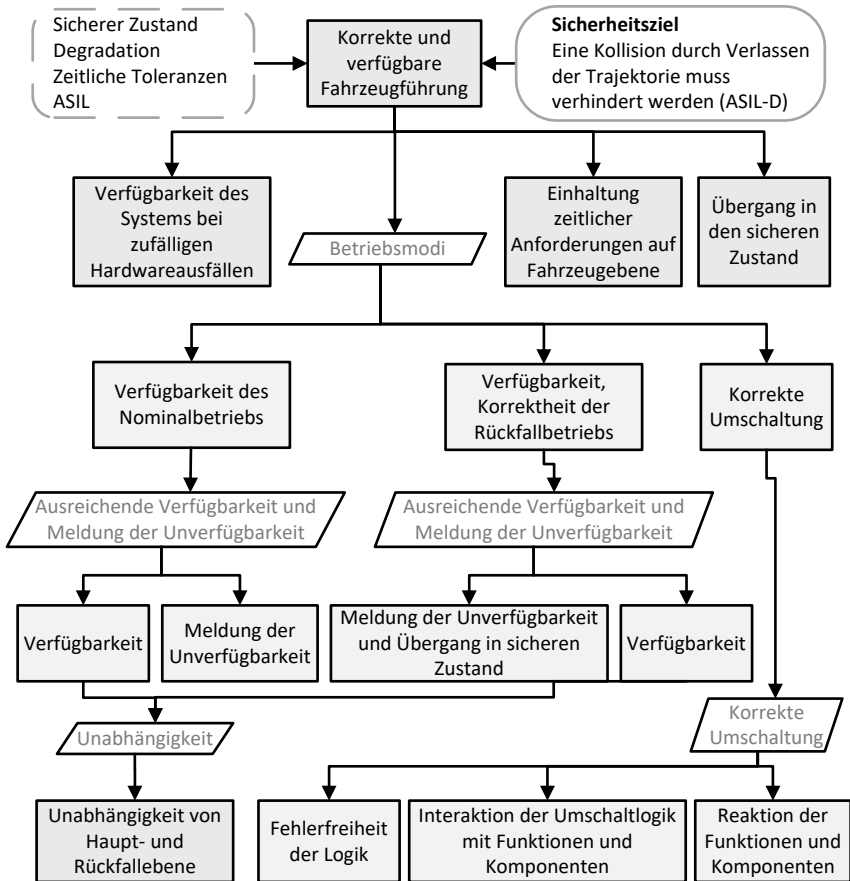 Sicherer Zustand
Degradation
Zeitliche Toleranzen
ASIL
Korrekte und
verfügbare
Fahrzeugführung
Sicherheitsziel
Eine Kollision durch Verlassen
der Trajektorie muss
verhindert werden (ASIL-D)
Verfügbarkeit des
Systems bei
zufälligen
Hardwareausfällen
Betriebsmodi
Einhaltung
zeitlicher
Anforderungen auf
Fahrzeugebene
Übergang in
den sicheren
Zustand
Verfügbarkeit des
Nominalbetriebs
Verfügbarkeit,
Korrektheit der
Rückfallbetriebs
Korrekte
Umschaltung
Ausreichende Verfügbarkeit und
Meldung der Unverfügbarkeit
Ausreichende Verfügbarkeit und
Meldung der Unverfügbarkeit
Verfügbarkeit
Meldung der
Unverfügbarkeit
Meldung der Unverfügbarkeit
und Übergang in sicheren
Zustand
Verfügbarkeit
Unabhängigkeit
Korrekte
Umschaltung
Unabhängigkeit von
Haupt- und
Rückfallebene
Fehlerfreiheit
der Logik
Interaktion der Umschaltlogik
mit Funktionen und
Komponenten
Reaktion der
Funktionen und
Komponenten